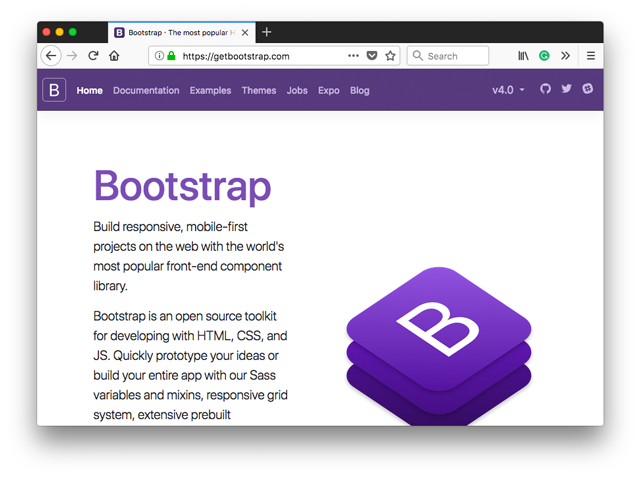 Bootstrap · The most popular H
https://getbootstrap.com
Search
B Home Documentation Examples Themes Jobs Expo Blog v4.0
Bootstrap
Build responsive, mobile-first
projects on the web with the world's
most popular front-end component
library.
Bootstrap is an open source toolkit
for developing with HTML, CSS, and
JS. Quickly prototype your ideas or
build your entire app with our Sass
variables and mixins, responsive grid
system, extensive prebuilt
B